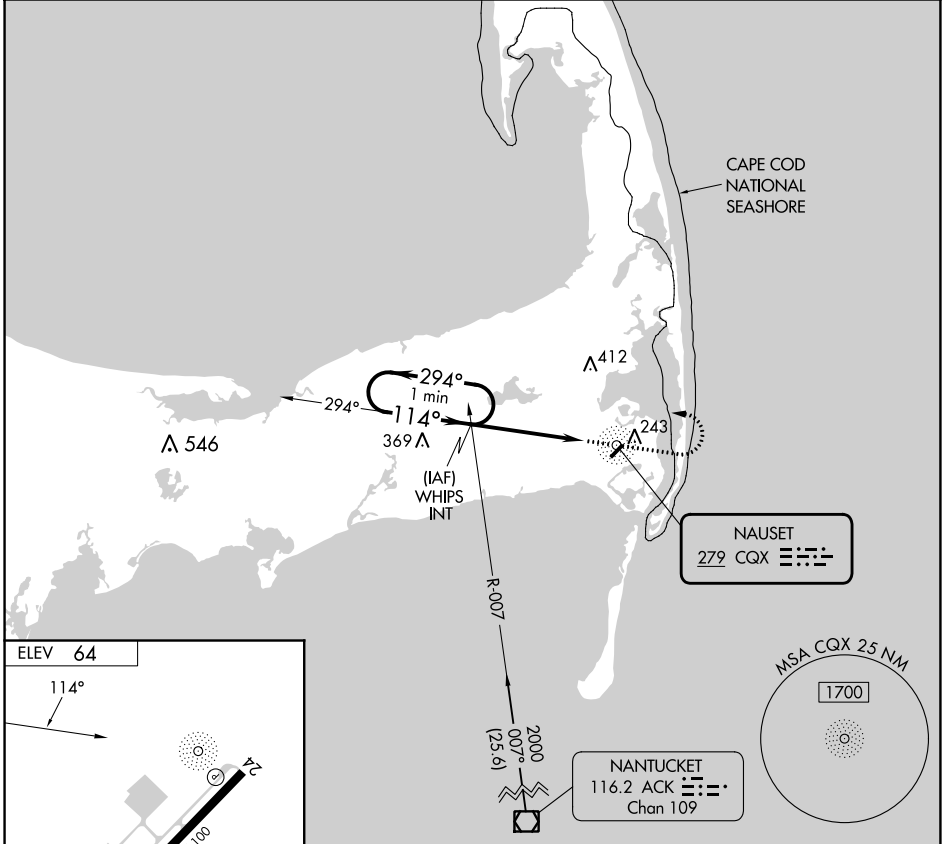 CAPE COD
NATIONAL
SEASHORE
412
294°
1 min
294°
114°
546
369
243
(IAF)
WHIPS
INT
NAUSET
279 CQX
R-007
ELEV 64
114°
MSA CQX 25 NM
1700
2000
007°
(25.6)
NANTUCKET
116.2 ACK
Chan 109
24
P
100